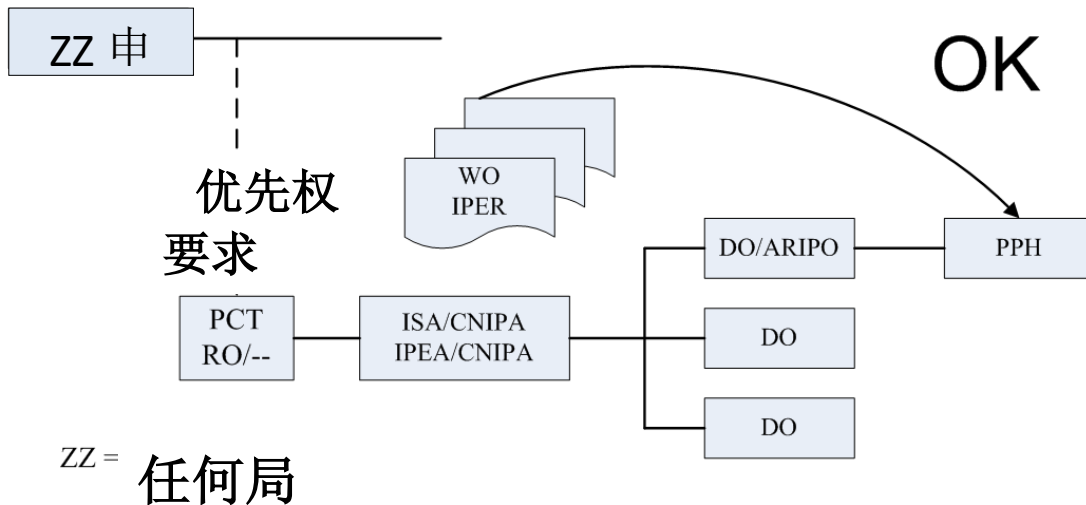 ZZ 申
OK
优先权
要求
WO
IPER
DO/ARIPO
PPH
PCT
RO/--
ISA/CNIPA
IPEA/CNIPA
DO
DO
ZZ = 任何局